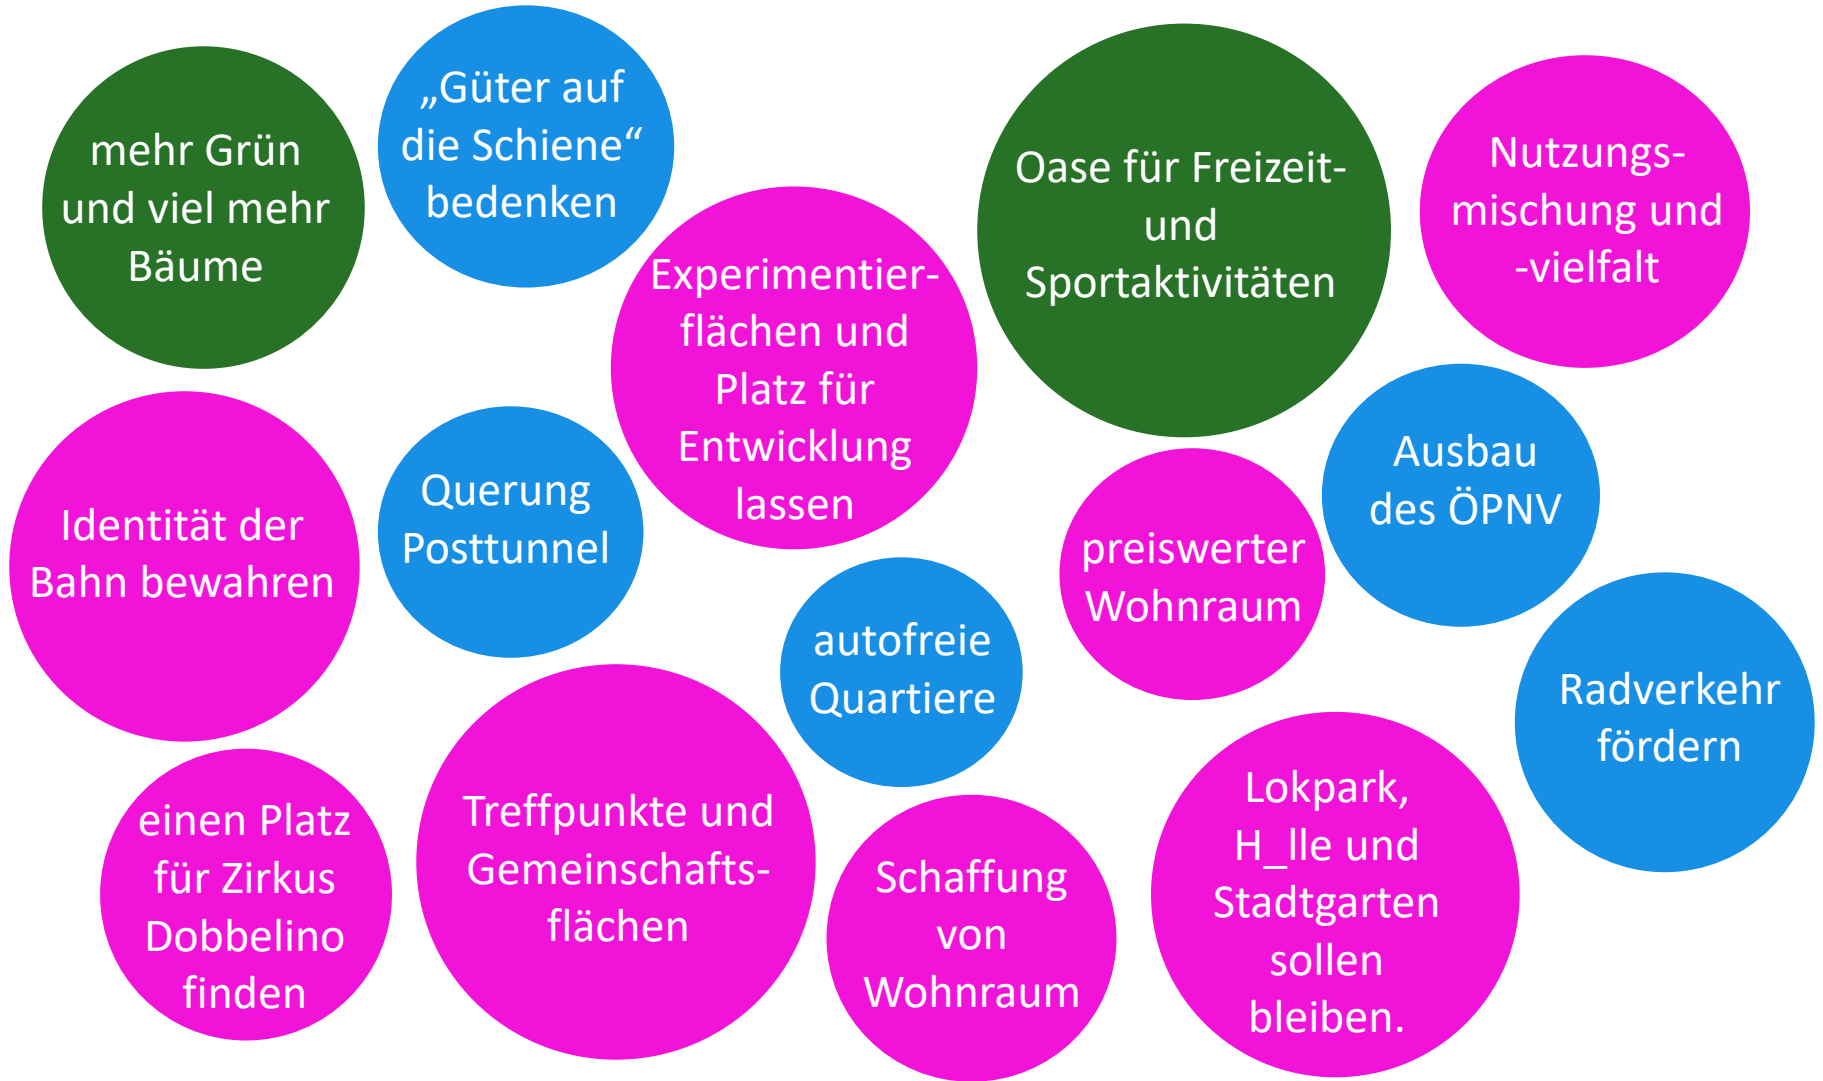 mehr Grün
und viel mehr
Bäume
„Güter auf
die Schiene“
bedenken
Experimentier-
flächen und
Platz für
Entwicklung
lassen
Oase für Freizeit-
und
Sportaktivitäten
Nutzungs-
mischung und
-vielfalt
Identität der
Bahn bewahren
Querung
Posttunnel
autofreie
Quartiere
preiswerter
Wohnraum
Ausbau
des ÖPNV
Radverkehr
fördern
einen Platz
für Zirkus
Dobbelino
finden
Treffpunkte und
Gemeinschafts-
flächen
Schaffung
von
Wohnraum
Lokpark,
H_lle und
Stadtgarten
sollen
bleiben.